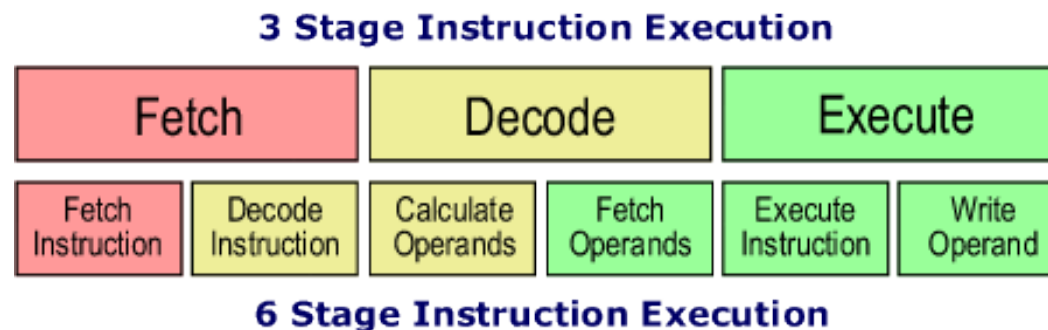 3 Stage Instruction Execution
Fetch
Decode
Execute
Fetch
Instruction
Decode
Instruction
Calculate
Operands
Fetch
Operands
Execute
Instruction
Write
Operand
6 Stage Instruction Execution